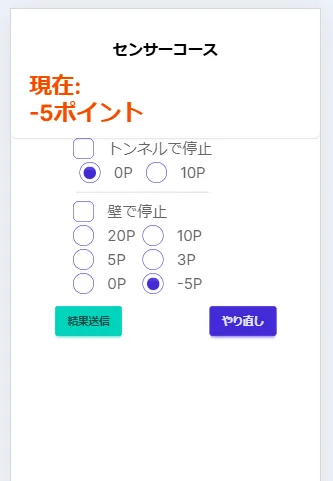 センサーコース
現在:
-5ポイント
トンネルで停止
0P 10P
壁で停止
20P 10P
5P 3P
0P -5P
結果送信 やり直し